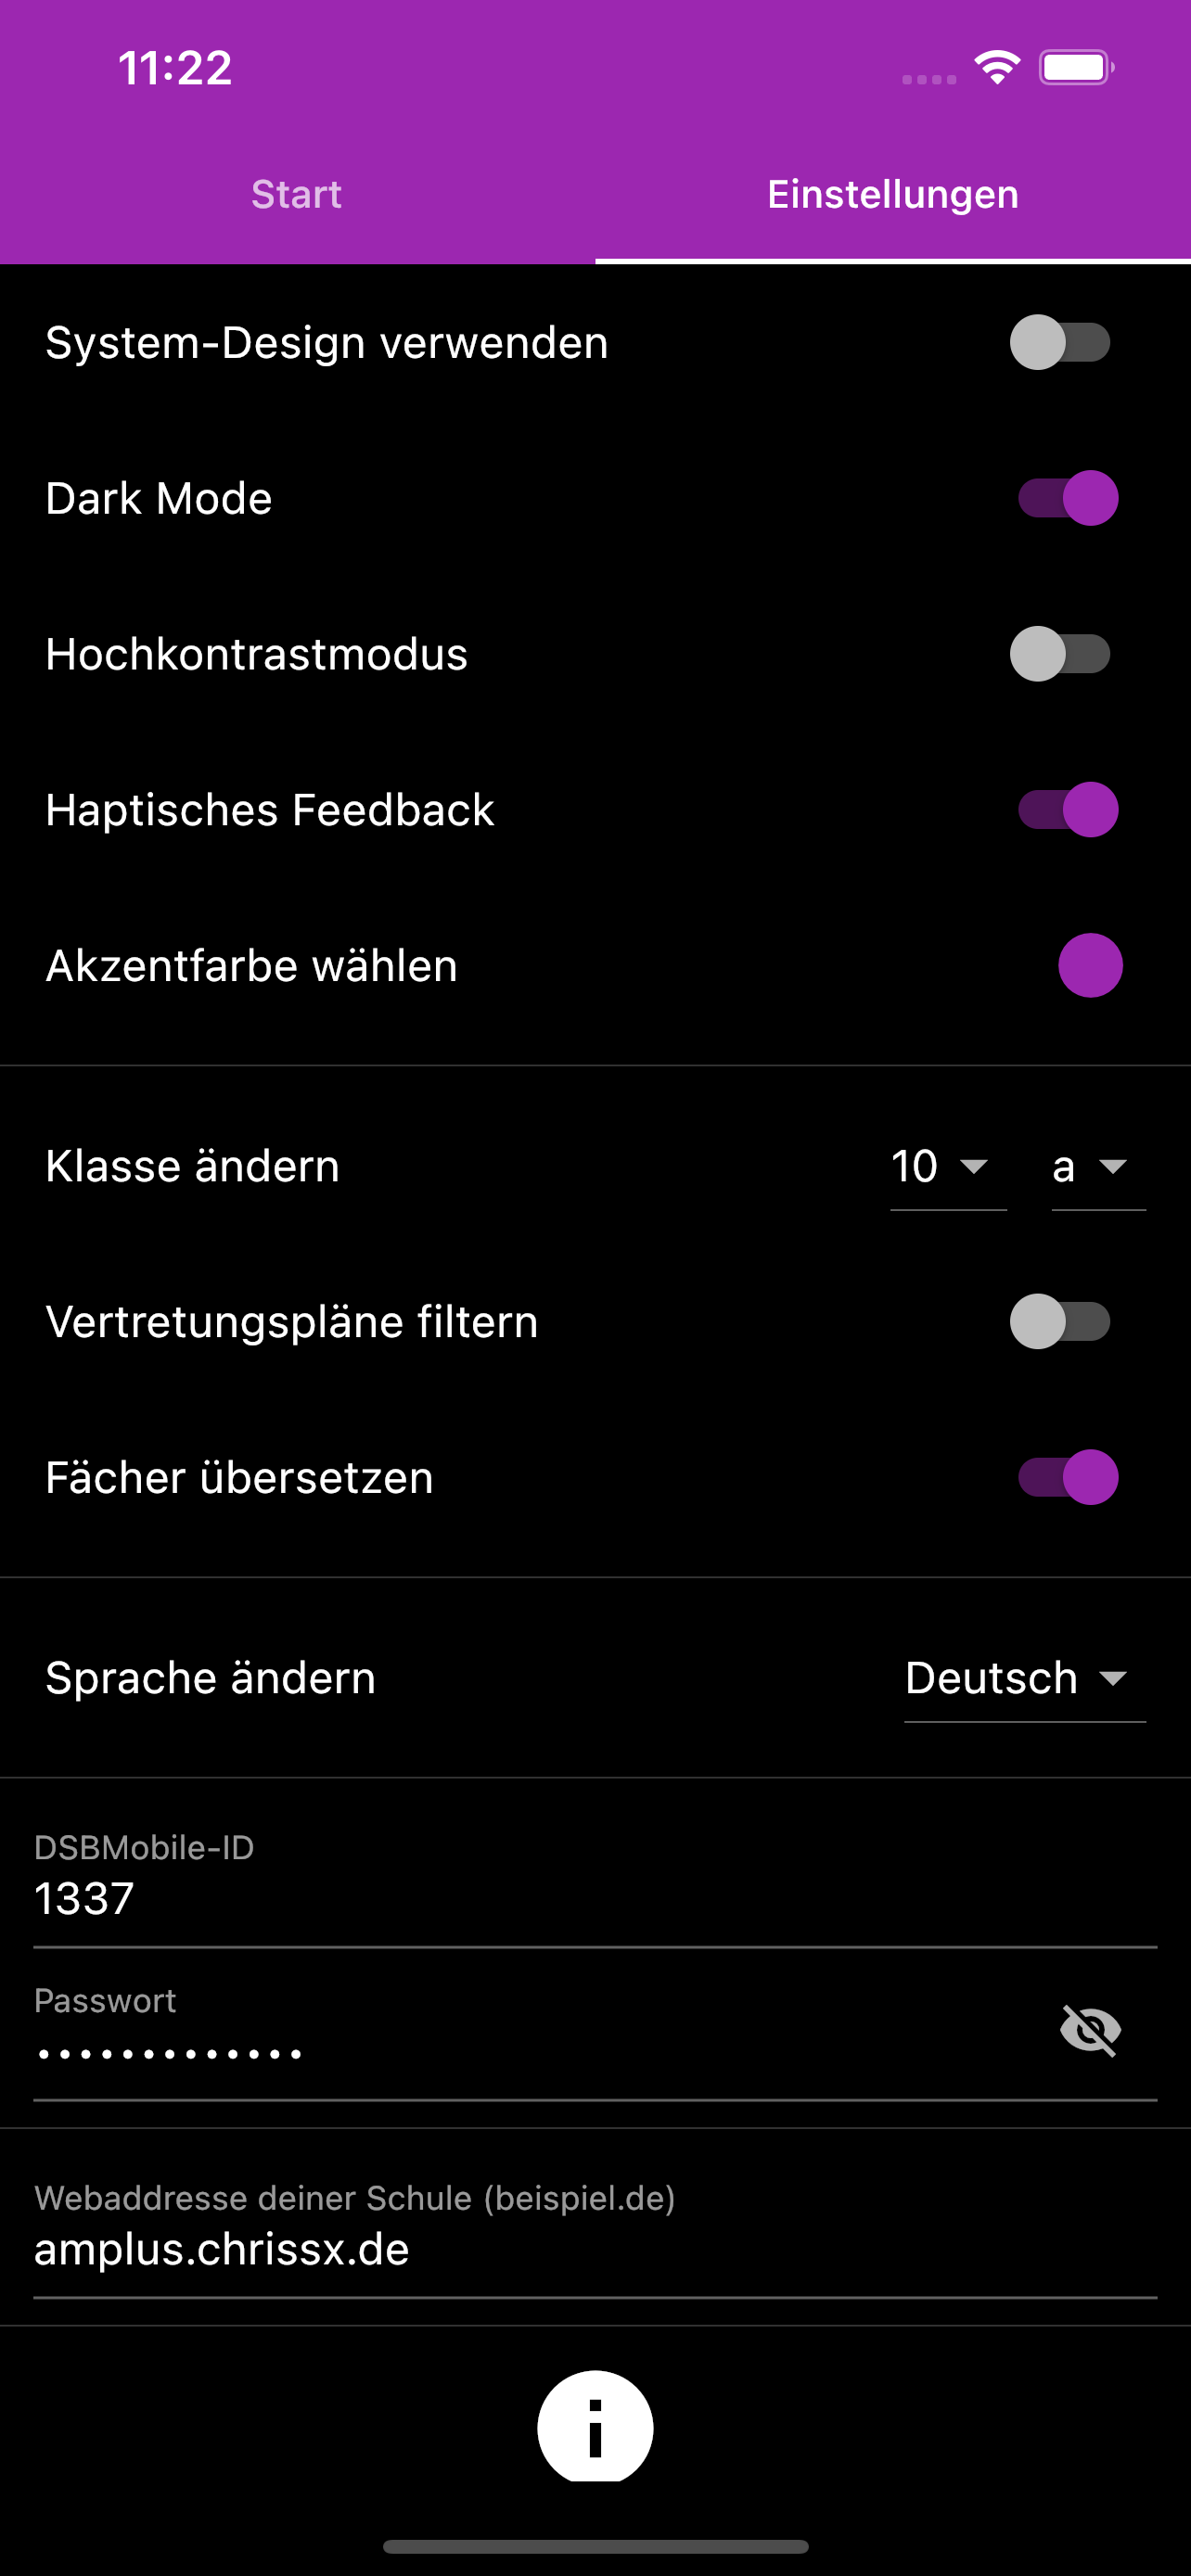 11:22
Start
Einstellungen
System-Design verwenden
Dark Mode
Hochkontrastmodus
Haptisches Feedback
Akzentfarbe wählen
Klasse ändern 10 a
Vertretungspläne filtern
Fächer übersetzen
Sprache ändern Deutsch
DSBMobile-ID
1337
Passwort
•••••••••••••
Webaddresse deiner Schule (beispiel.de)
amplus.chrissx.de